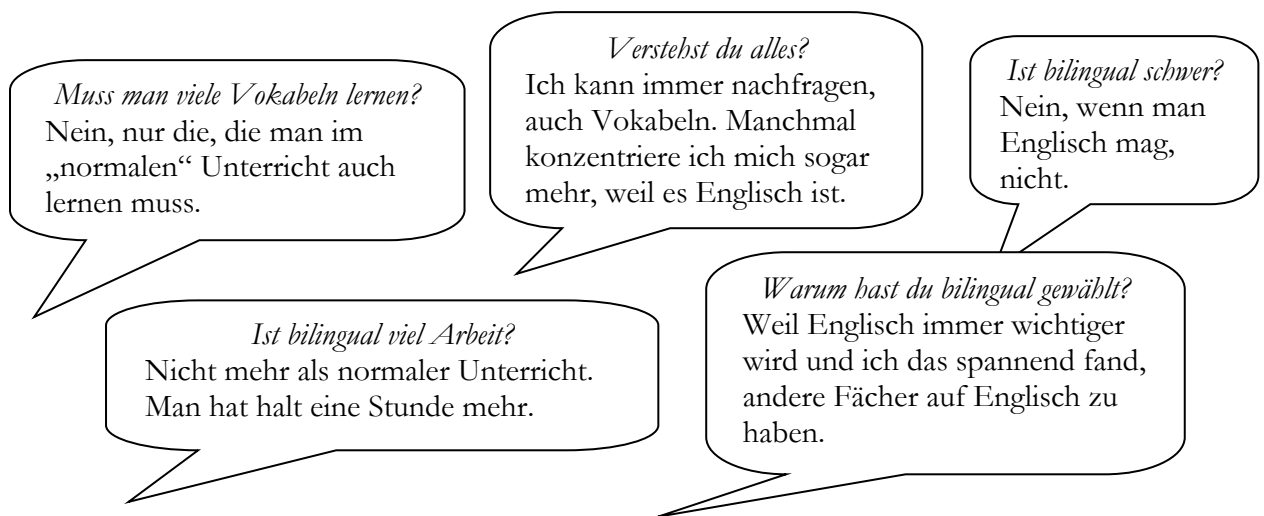 Muss man viele Vokabeln lernen?
Nein, nur die, die man im
„normalen“ Unterricht auch
lernen muss.
Verstehst du alles?
Ich kann immer nachfragen,
auch Vokabeln. Manchmal
konzentriere ich mich sogar
mehr, weil es Englisch ist.
Ist bilingual schwer?
Nein, wenn man
Englisch mag,
nicht.
Ist bilingual viel Arbeit?
Nicht mehr als normaler Unterricht.
Man hat halt eine Stunde mehr.
Warum hast du bilingual gewählt?
Weil Englisch immer wichtiger
wird und ich das spannend fand,
andere Fächer auf Englisch zu
haben.